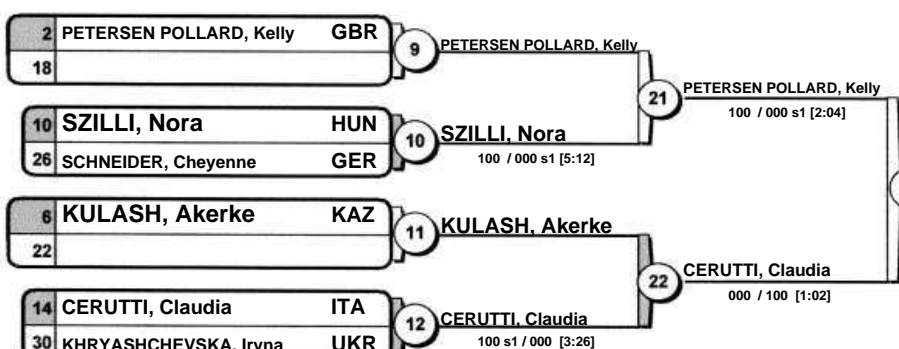 2 PETERSEN POLLARD, Kelly GBR
18
9
PETERSEN POLLARD, Kelly
10 SZILLI, Nora HUN
26 SCHNEIDER, Cheyenne GER
10
SZILLI, Nora
100 / 000 s1 [5:12]
21
PETERSEN POLLARD, Kelly
100 / 000 s1 [2:04]
6 KULASH, Akerke KAZ
22
11
KULASH, Akerke
14 CERUTTI, Claudia ITA
30 KHRYASHCHEVSKA, Iryna UKR
12
CERUTTI, Claudia
100 s1 / 000 [3:26]
22
CERUTTI, Claudia
000 / 100 [1:02]